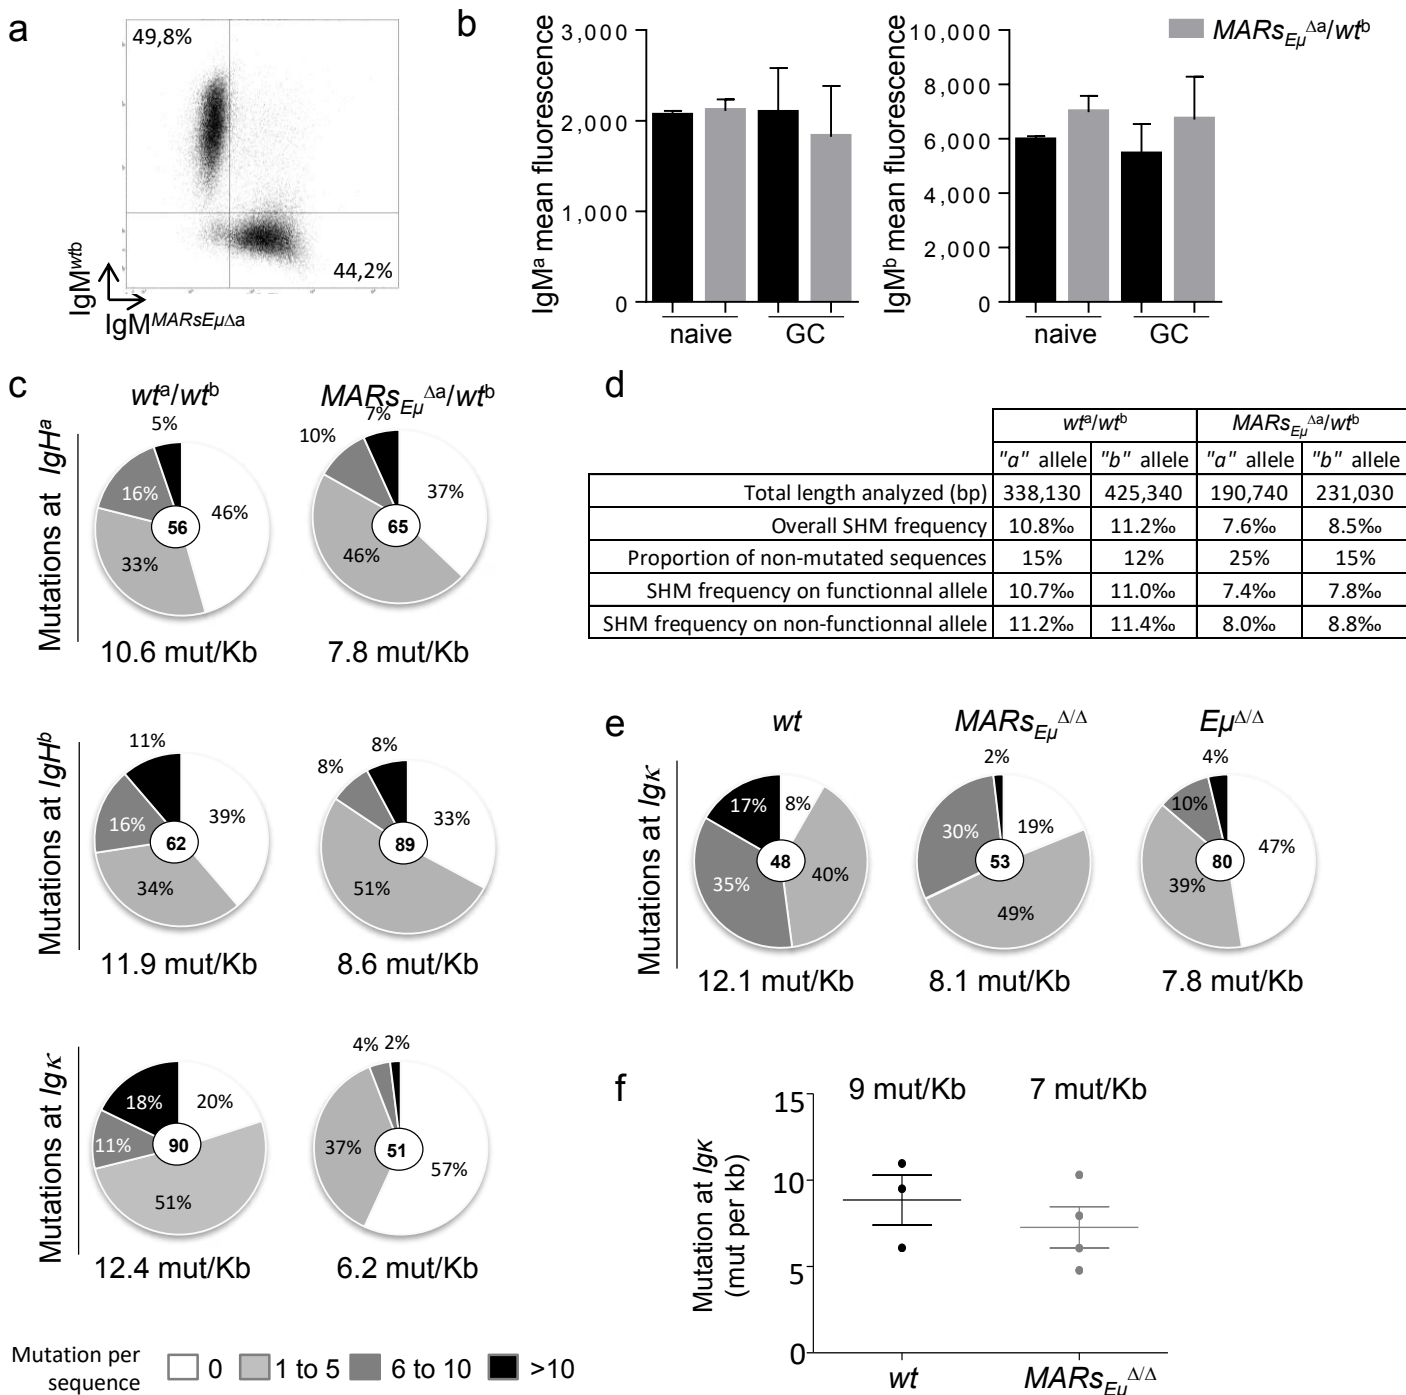 a
49,8%
44,2%
IgM^wtb
IgM^MARsEμΔa
b
MARs_Eμ^Δa/wt^b
IgM^a mean fluorescence
3,000
2,000
1,000
0
naive
GC
IgM^b mean fluorescence
10,000
8,000
6,000
4,000
2,000
0
naive
GC
c
wt^a/wt^b
MARs_Eμ^Δa/wt^b
Mutations at IgH^a
5%
16%
46%
33%
56
10.6 mut/Kb
7%
10%
37%
46%
65
7.8 mut/Kb
Mutations at IgH^b
11%
16%
39%
34%
62
11.9 mut/Kb
8%
8%
33%
51%
89
8.6 mut/Kb
Mutations at Igκ
18%
20%
11%
51%
90
12.4 mut/Kb
4% 2%
37%
57%
51
6.2 mut/Kb
Mutation per
sequence
0
1 to 5
6 to 10
>10
d
wt^a/wt^b MARs_Eμ^Δa/wt^b
"a" allele "b" allele "a" allele "b" allele
Total length analyzed (bp) 338,130 425,340 190,740 231,030
Overall SHM frequency 10.8‰ 11.2‰ 7.6‰ 8.5‰
Proportion of non-mutated sequences 15% 12% 25% 15%
SHM frequency on functionnal allele 10.7‰ 11.0‰ 7.4‰ 7.8‰
SHM frequency on non-functionnal allele 11.2‰ 11.4‰ 8.0‰ 8.8‰
e
wt
MARs_Eμ^Δ/Δ
Eμ^Δ/Δ
Mutations at Igκ
17%
8%
35%
40%
48
12.1 mut/Kb
2%
30%
19%
49%
53
8.1 mut/Kb
4%
10%
47%
39%
80
7.8 mut/Kb
f
9 mut/Kb
7 mut/Kb
Mutation at Igκ
(mut per kb)
15
10
5
0
wt
MARs_Eμ^Δ/Δ